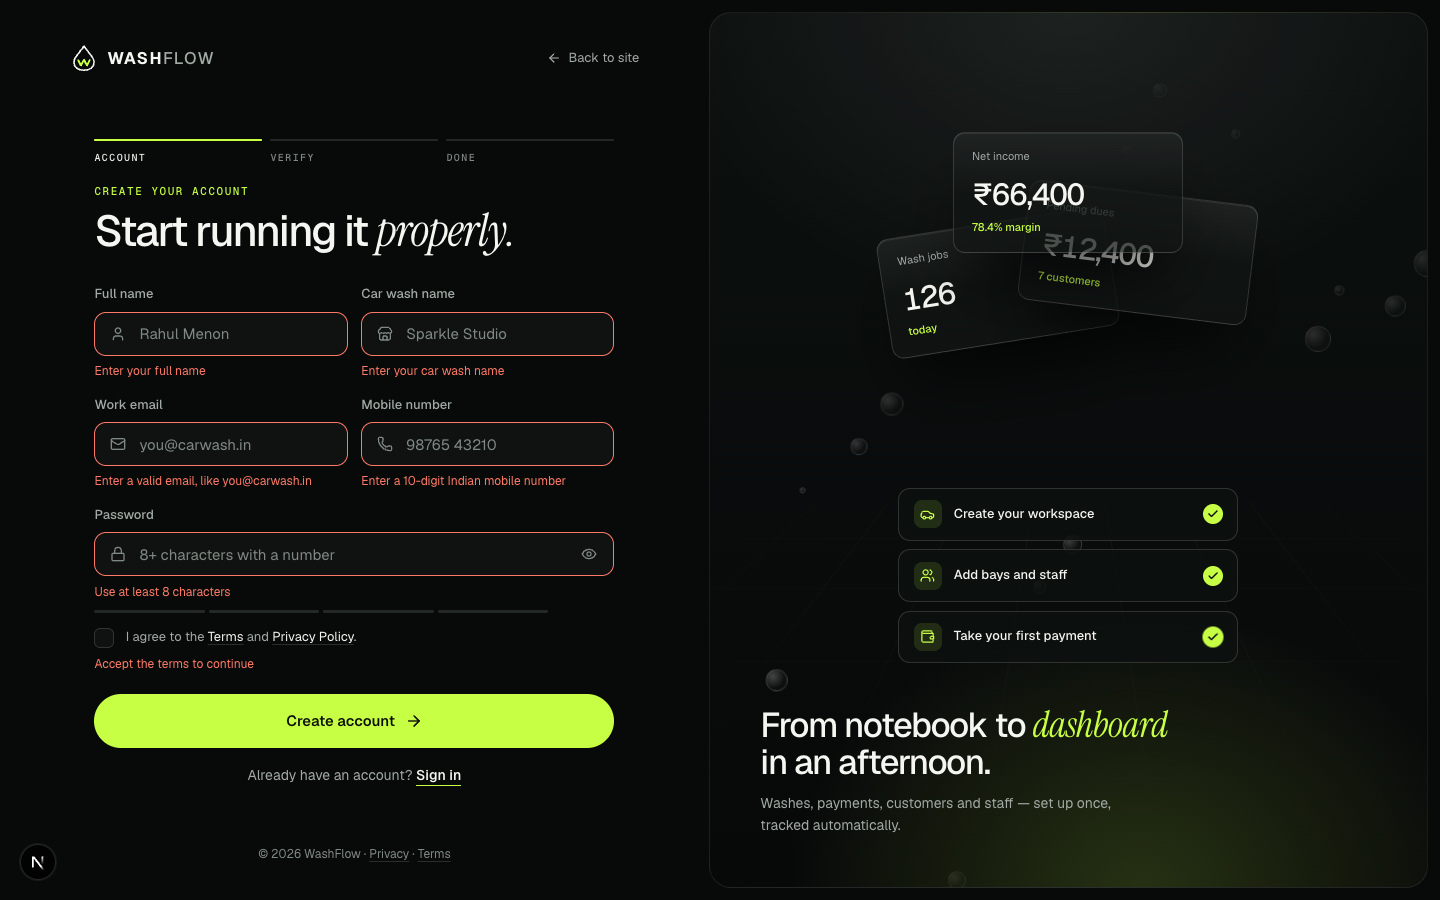 WASHFLOW
Back to site
ACCOUNT
VERIFY
DONE
CREATE YOUR ACCOUNT
Start running it properly.
Full name
Car wash name
Rahul Menon
Sparkle Studio
Enter your full name
Enter your car wash name
Work email
Mobile number
you@carwash.in
98765 43210
Enter a valid email, like you@carwash.in
Enter a 10-digit Indian mobile number
Password
8+ characters with a number
Use at least 8 characters
I agree to the Terms and Privacy Policy.
Accept the terms to continue
Create account
Already have an account? Sign in
© 2026 WashFlow · Privacy · Terms
N
Net income
₹66,400
78.4% margin
dues
₹12,400
7 customers
Wash jobs
126
today
Create your workspace
Add bays and staff
Take your first payment
From notebook to dashboard
in an afternoon.
Washes, payments, customers and staff — set up once,
tracked automatically.